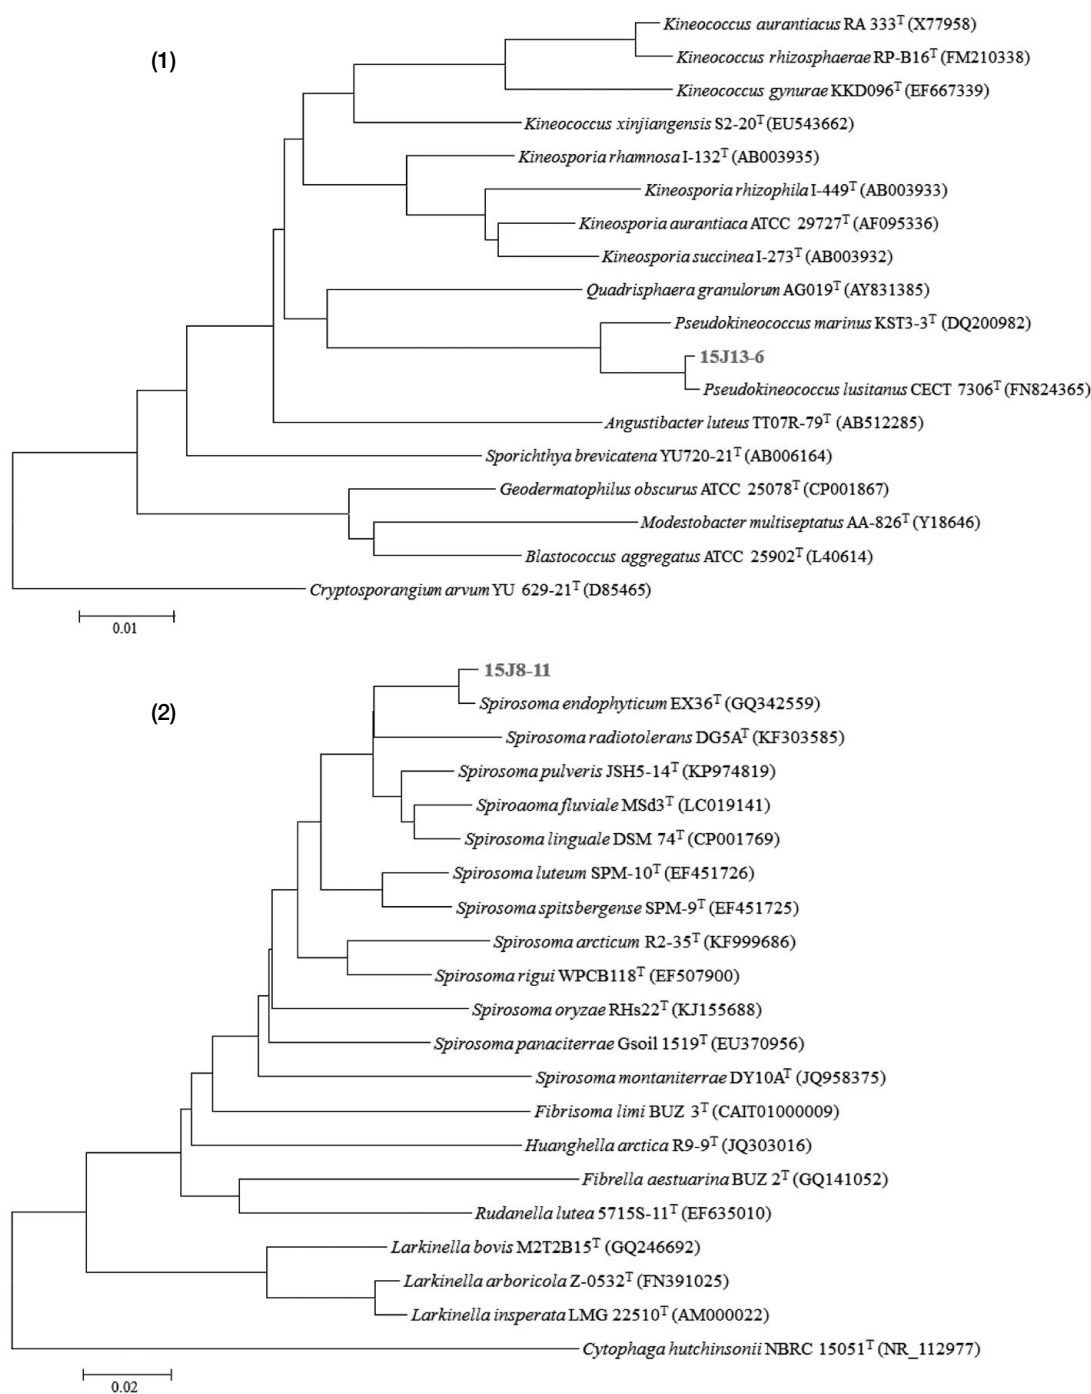 Kineococcus aurantiacus RA 333T (X77958)
(1)
Kineococcus rhizosphaerae RP-B16T (FM210338)
Kineococcus gynurae KKD096T (EF667339)
Kineococcus xinjiangensis S2-20T (EU543662)
Kineosporia rhamnosa I-132T (AB003935)
Kineosporia rhizophila I-449T (AB003933)
Kineosporia aurantiaca ATCC 29727T (AF095336)
Kineosporia succinea I-273T (AB003932)
Quadrisphaera granulorum AG019T (AY831385)
Pseudokineococcus marinus KST3-3T (DQ200982)
15J13-6
Pseudokineococcus lusitanus CECT 7306T (FN824365)
Angustibacter luteus TT07R-79T (AB512285)
Sporichthya brevicatena YU720-21T (AB006164)
Geodermatophilus obscurus ATCC 25078T (CP001867)
Modestobacter multiseptatus AA-826T (Y18646)
Blastococcus aggregatus ATCC 25902T (L40614)
Cryptosporangium arvum YU 629-21T (D85465)
0.01
15J8-11
Spirosoma endophyticum EX36T (GQ342559)
(2)
Spirosoma radiotolerans DG5AT (KF303585)
Spirosoma pulveris JSH5-14T (KP974819)
Spiroaoma fluviale MSd3T (LC019141)
Spirosoma linguale DSM 74T (CP001769)
Spirosoma luteum SPM-10T (EF451726)
Spirosoma spitsbergense SPM-9T (EF451725)
Spirosoma arcticum R2-35T (KF999686)
Spirosoma rigui WPCB118T (EF507900)
Spirosoma oryzae RHs22T (KJ155688)
Spirosoma panaciterrae Gsoil 1519T (EU370956)
Spirosoma montaniterrae DY10AT (JQ958375)
Fibrisoma limi BUZ 3T (CAIT01000009)
Huanghella arctica R9-9T (JQ303016)
Fibrella aestuarina BUZ 2T (GQ141052)
Rudanella lutea 5715S-11T (EF635010)
Larkinella bovis M2T2B15T (GQ246692)
Larkinella arboricola Z-0532T (FN391025)
Larkinella insperata LMG 22510T (AM000022)
Cytophaga hutchinsonii NBRC 15051T (NR_112977)
0.02